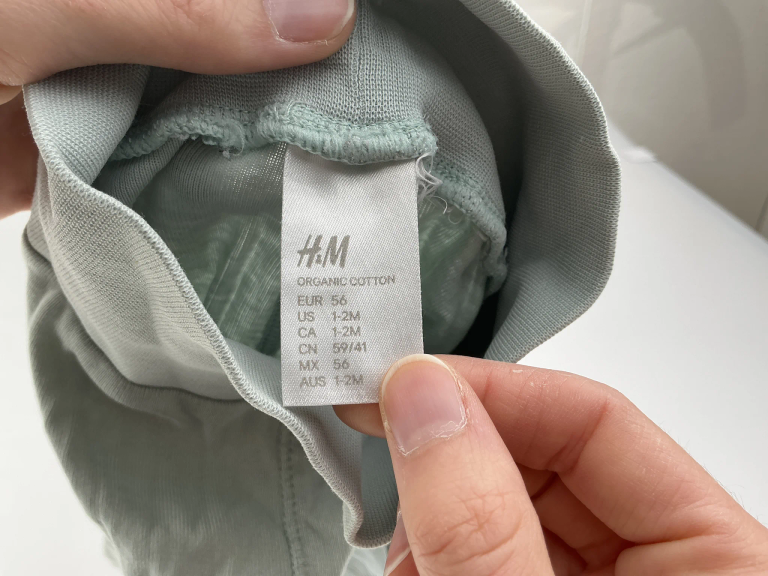 H&M
ORGANIC COTTON
EUR 56
US 1-2M
CA 1-2M
CN 59/41
MX 56
AUS 1-2M